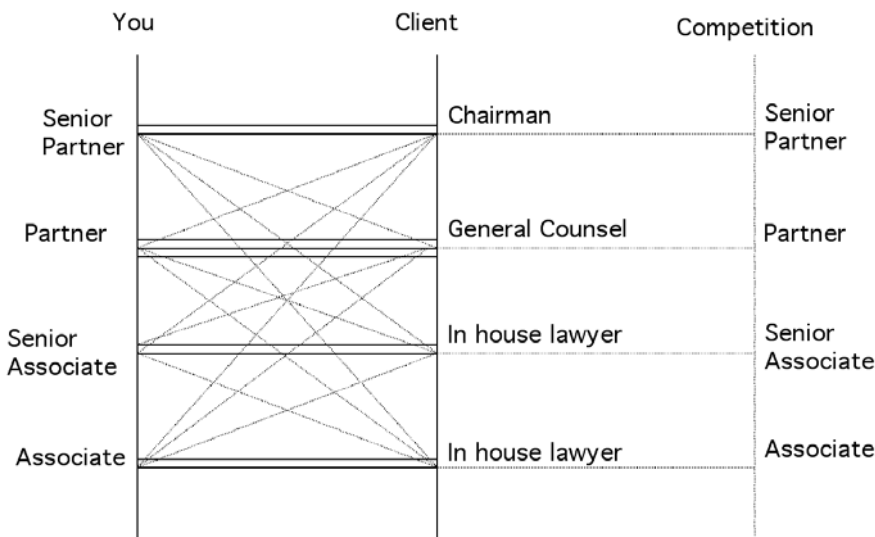 You
Client
Competition
Senior
Partner
Chairman
Senior
Partner
Partner
General Counsel
Partner
Senior
Associate
In house lawyer
Senior
Associate
Associate
In house lawyer
Associate